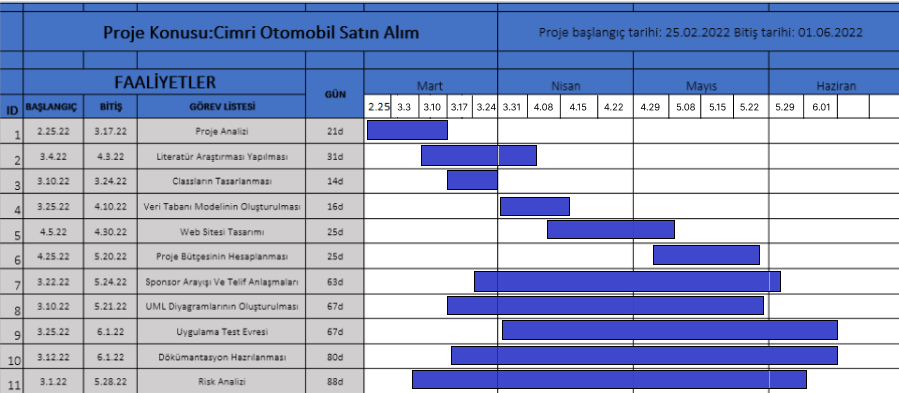 Proje Konusu:Cimri Otomobil Satın Alım
Proje başlangıç tarihi: 25.02.2022 Bitiş tarihi: 01.06.2022
FAALİYETLER
GÜN
Mart Nisan Mayıs Haziran
ID BAŞLANGIÇ BİTİŞ GÖREV LİSTESİ
2.25 3.3 3.10 3.17 3.24 3.31 4.08 4.15 4.22 4.29 5.08 5.15 5.22 5.29 6.01
1 2.25.22 3.17.22 Proje Analizi 21d
2 3.4.22 4.3.22 Literatür Araştırması Yapılması 31d
3 3.10.22 3.24.22 Classların Tasarlanması 14d
4 3.25.22 4.10.22 Veri Tabanı Modelinin Oluşturulması 16d
5 4.5.22 4.30.22 Web Sitesi Tasarımı 25d
6 4.25.22 5.20.22 Proje Bütçesinin Hesaplanması 25d
7 3.22.22 5.24.22 Sponsor Arayışı Ve Telif Anlaşmaları 63d
8 3.10.22 5.21.22 UML Diyagramlarının Oluşturulması 67d
9 3.25.22 6.1.22 Uygulama Test Evresi 67d
10 3.12.22 6.1.22 Dökümantasyon Hazrılanması 80d
11 3.1.22 5.28.22 Risk Analizi 88d